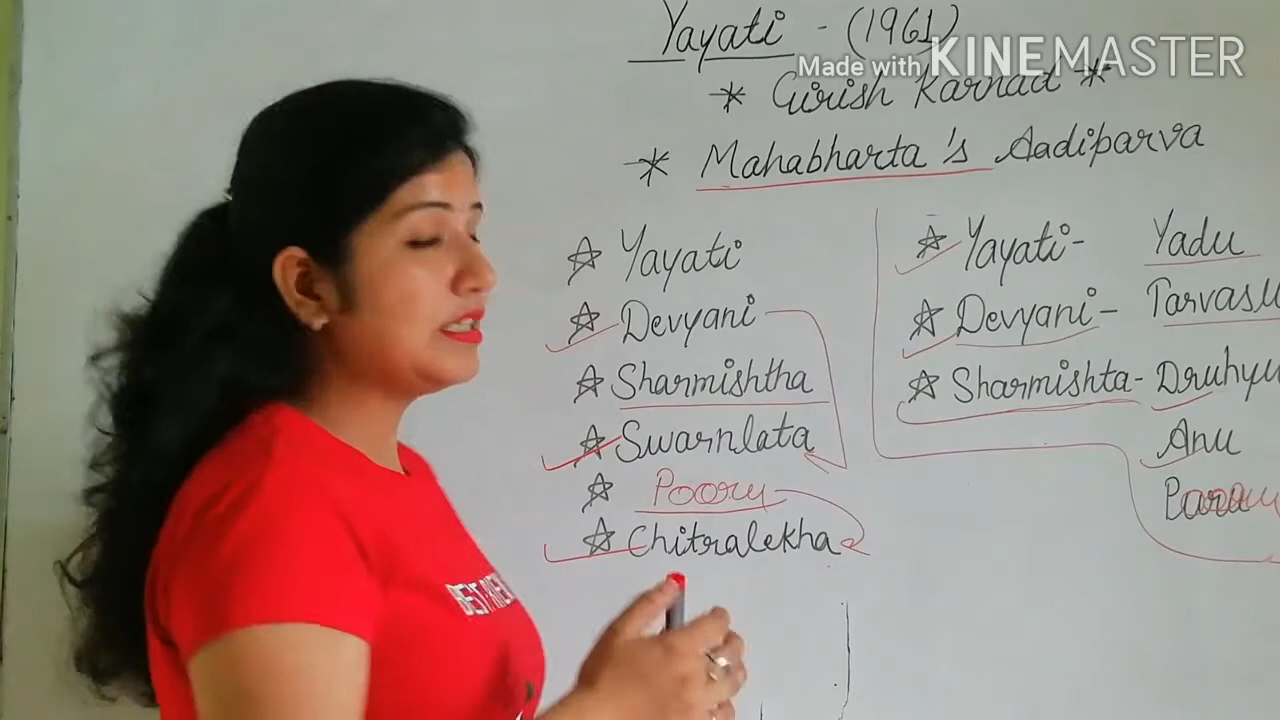 Yayati - (1961)
Made with KINEMASTER
* Girish Karnad *
* Mahabharta's Aadiparva
☆ Yayati
☆ Devyani
☆ Sharmishtha
☆ Swarnlata
☆ Pooru
☆ Chitralekha
☆ Yayati- Yadu
☆ Devyani- Tarvasu
☆ Sharmishta- Druhyu
Anu